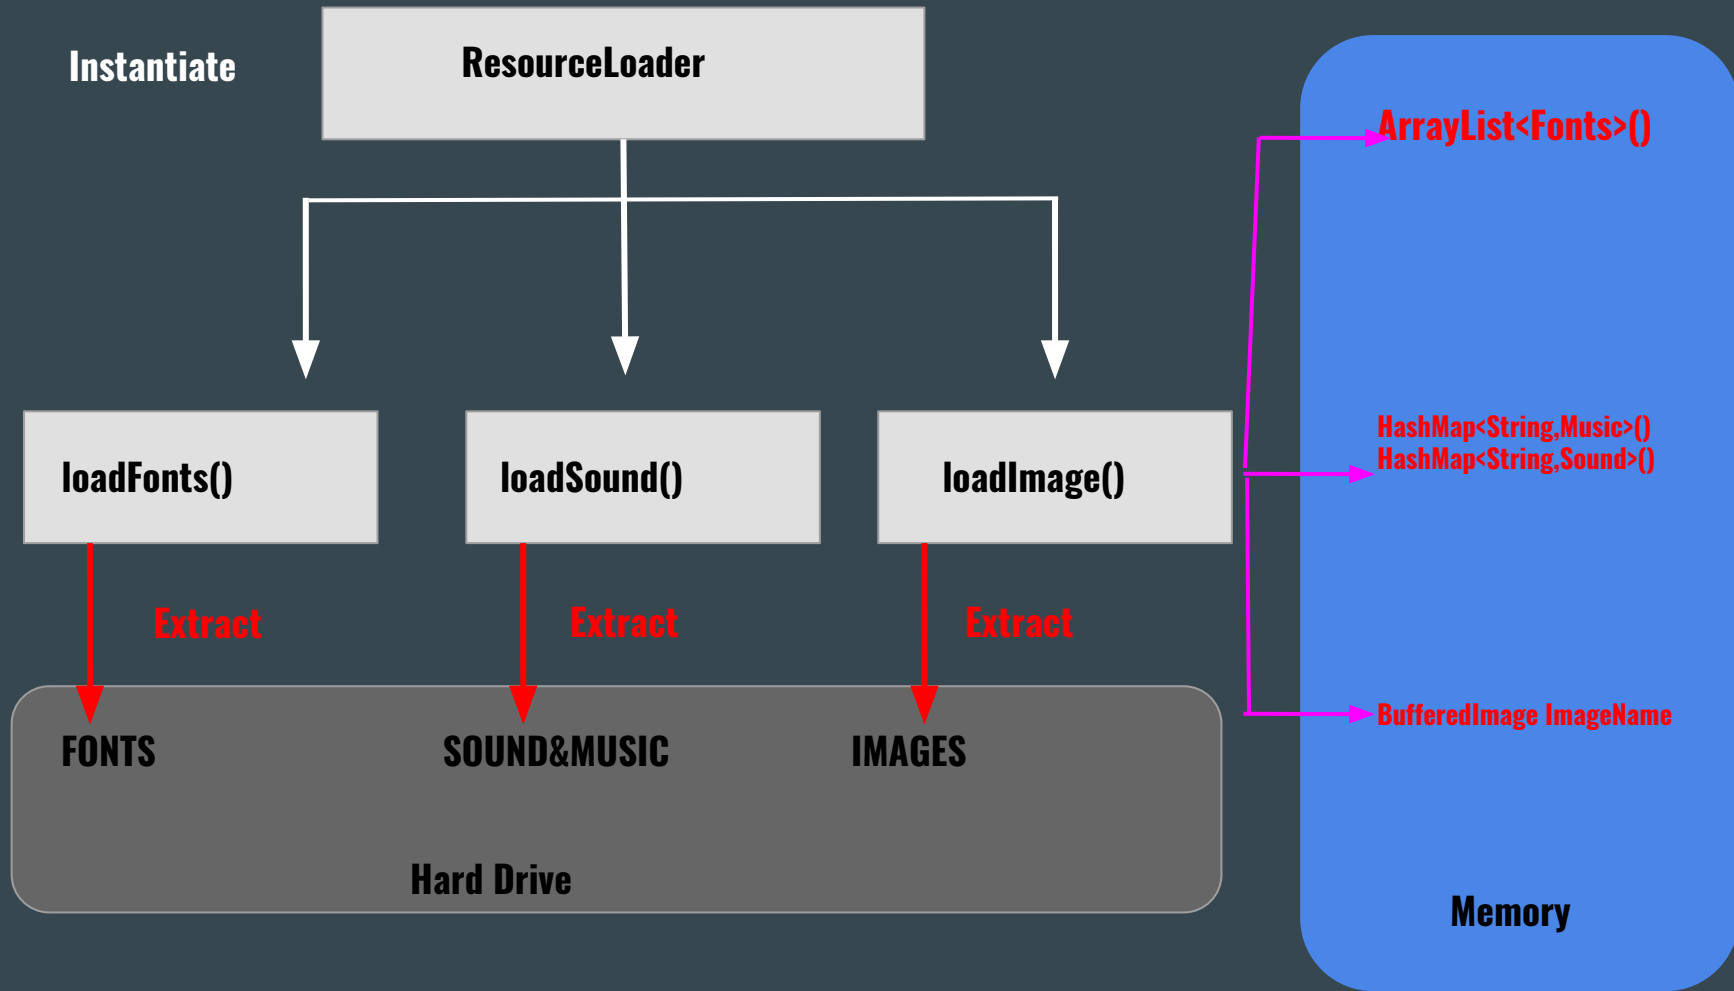 Instantiate
ResourceLoader
ArrayList<Fonts>()
HashMap<String,Music>()
HashMap<String,Sound>()
loadFonts()
loadSound()
loadImage()
Extract
Extract
Extract
BufferedImage ImageName
FONTS
SOUND&MUSIC
IMAGES
Hard Drive
Memory